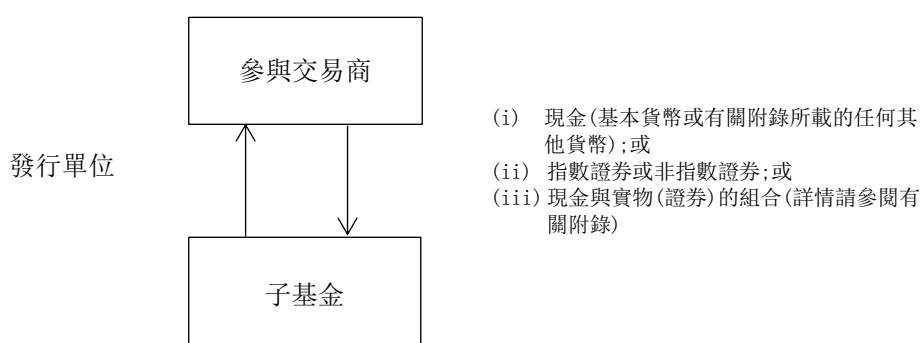 參與交易商
發行單位
(i) 現金(基本貨幣或有關附錄所載的任何其
他貨幣);或
(ii) 指數證券或非指數證券;或
(iii) 現金與實物(證券)的組合(詳情請參閱有
關附錄)
子基金